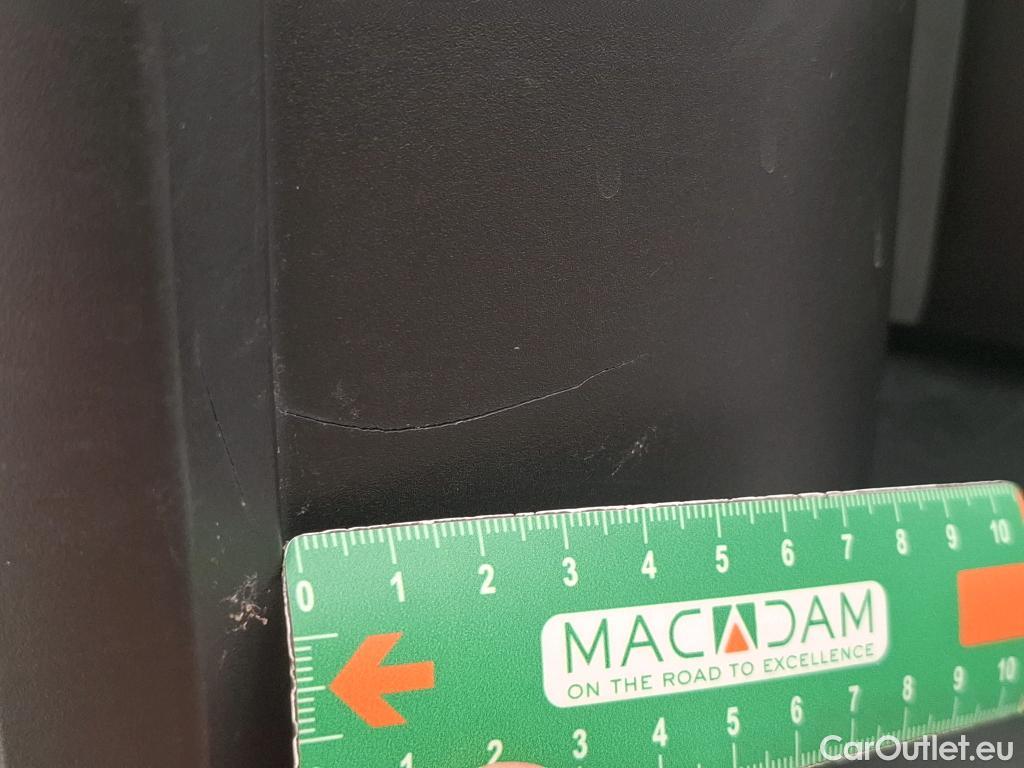 0 1 2 3 4 5 6 7 8 9 10
MACADAM
ON THE ROAD TO EXCELLENCE
1 2 3 4 5 6 7 8 9 10
CarOutlet.eu